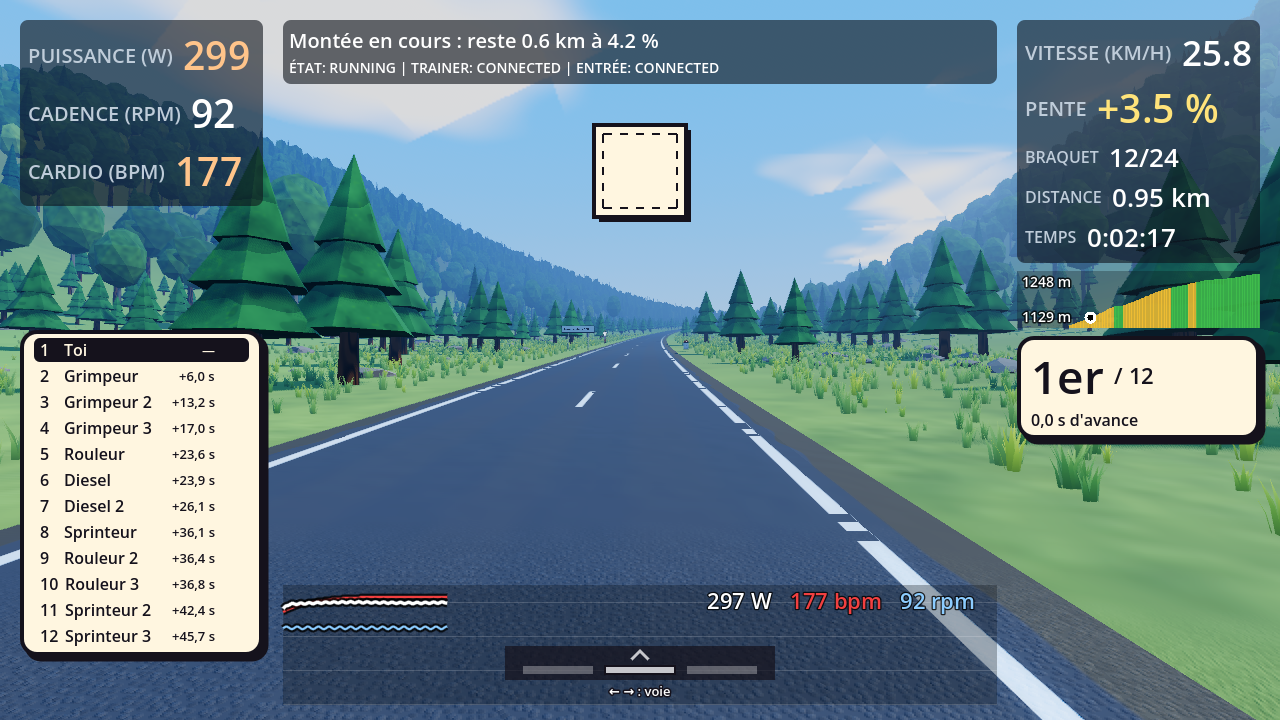 PUISSANCE (W) 299
CADENCE (RPM) 92
CARDIO (BPM) 177
Montée en cours : reste 0.6 km à 4.2 %
ÉTAT: RUNNING | TRAINER: CONNECTED | ENTRÉE: CONNECTED
VITESSE (KM/H) 25.8
PENTE +3.5 %
BRAQUET 12/24
DISTANCE 0.95 km
TEMPS 0:02:17
1248 m
1129 m
1er / 12
0,0 s d'avance
1 Toi —
2 Grimpeur +6,0 s
3 Grimpeur 2 +13,2 s
4 Grimpeur 3 +17,0 s
5 Rouleur +23,6 s
6 Diesel +23,9 s
7 Diesel 2 +26,1 s
8 Sprinteur +36,1 s
9 Rouleur 2 +36,4 s
10 Rouleur 3 +36,8 s
11 Sprinteur 2 +42,4 s
12 Sprinteur 3 +45,7 s
297 W 177 bpm 92 rpm
← → : voie